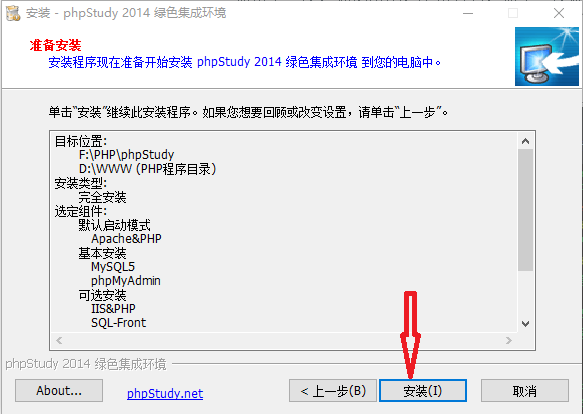 安装 - phpStudy 2014 绿色集成环境
准备安装
安装程序现在准备开始安装 phpStudy 2014 绿色集成环境 到您的电脑中。
单击“安装”继续此安装程序。如果您想要回顾或改变设置，请单击“上一步”。
目标位置:
F:\PHP\phpStudy
D:\WWW (PHP程序目录)
安装类型:
完全安装
选定组件:
默认启动模式
Apache&PHP
基本安装
MySQL5
phpMyAdmin
可选安装
IIS&PHP
SQL-Front
phpStudy 2014 绿色集成环境
About...
phpStudy.net
< 上一步(B)
安装(I)
取消